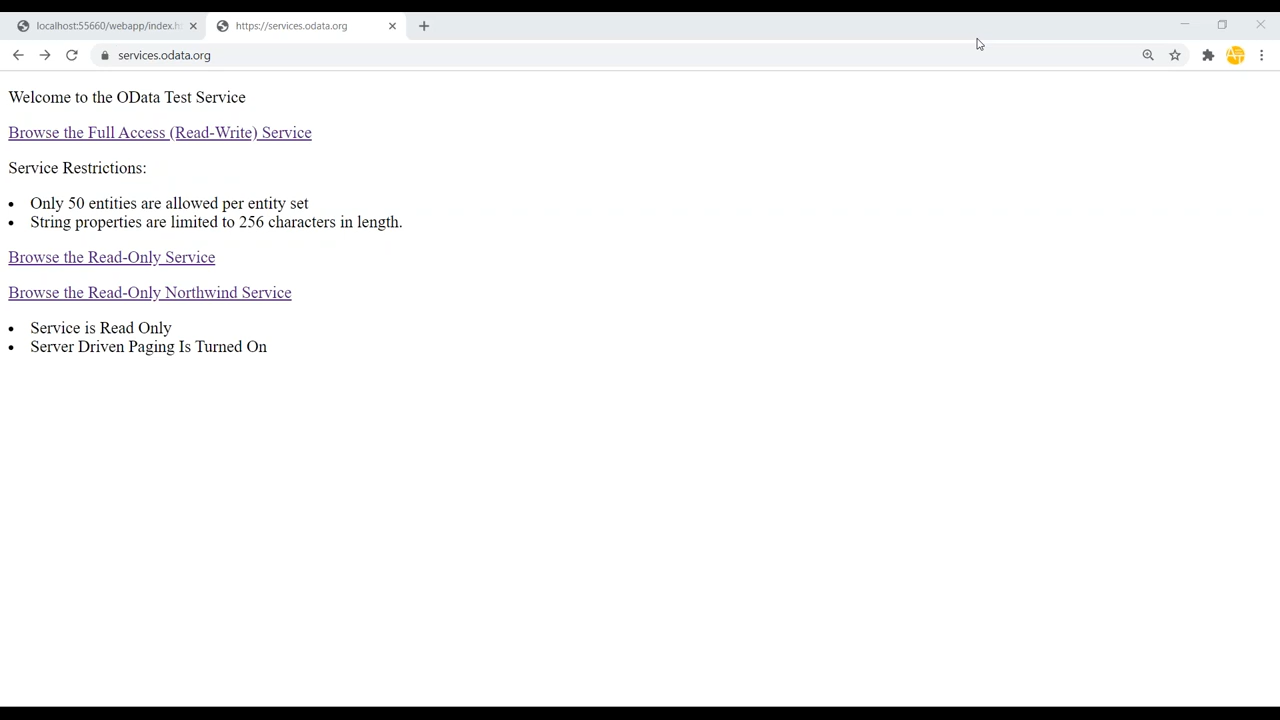 localhost:55660/webapp/index.h
https://services.odata.org
services.odata.org
Welcome to the OData Test Service
Browse the Full Access (Read-Write) Service
Service Restrictions:
Only 50 entities are allowed per entity set
String properties are limited to 256 characters in length.
Browse the Read-Only Service
Browse the Read-Only Northwind Service
Service is Read Only
Server Driven Paging Is Turned On